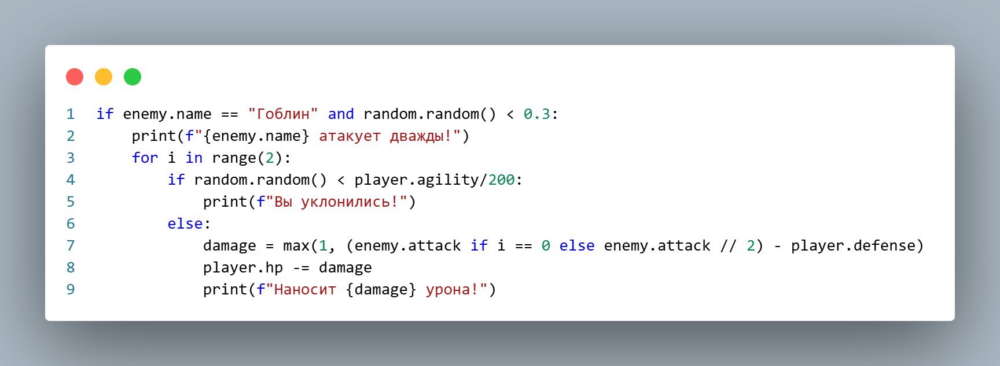 1 if enemy.name == "Гоблин" and random.random() < 0.3:
2     print(f"{enemy.name} атакует дважды!")
3     for i in range(2):
4         if random.random() < player.agility/200:
5             print(f"Вы уклонились!")
6         else:
7             damage = max(1, (enemy.attack if i == 0 else enemy.attack // 2) - player.defense)
8             player.hp -= damage
9             print(f"Наносит {damage} урона!")